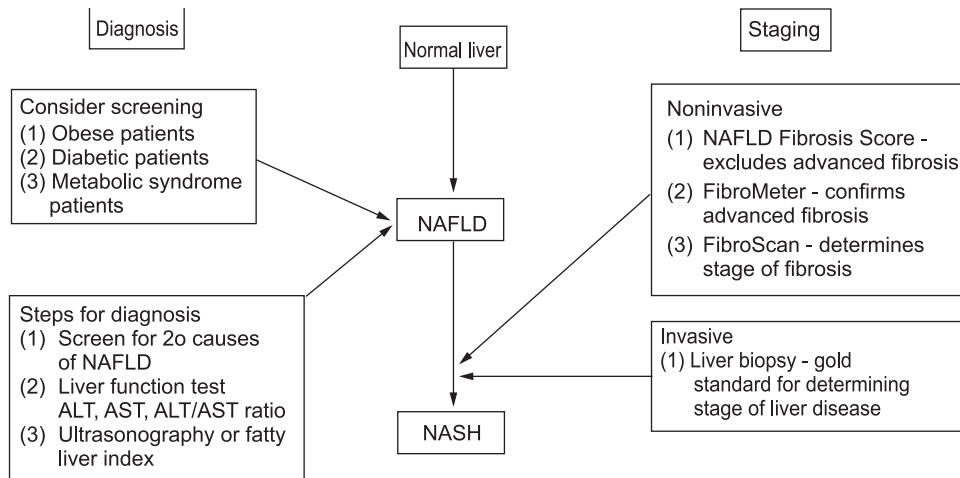 Diagnosis
Normal liver
Staging
Consider screening
(1) Obese patients
(2) Diabetic patients
(3) Metabolic syndrome
patients
Noninvasive
(1) NAFLD Fibrosis Score -
excludes advanced fibrosis
(2) FibroMeter - confirms
advanced fibrosis
(3) FibroScan - determines
stage of fibrosis
NAFLD
Steps for diagnosis
(1) Screen for 2o causes
of NAFLD
(2) Liver function test
ALT, AST, ALT/AST ratio
(3) Ultrasonography or fatty
liver index
Invasive
(1) Liver biopsy - gold
standard for determining
stage of liver disease
NASH